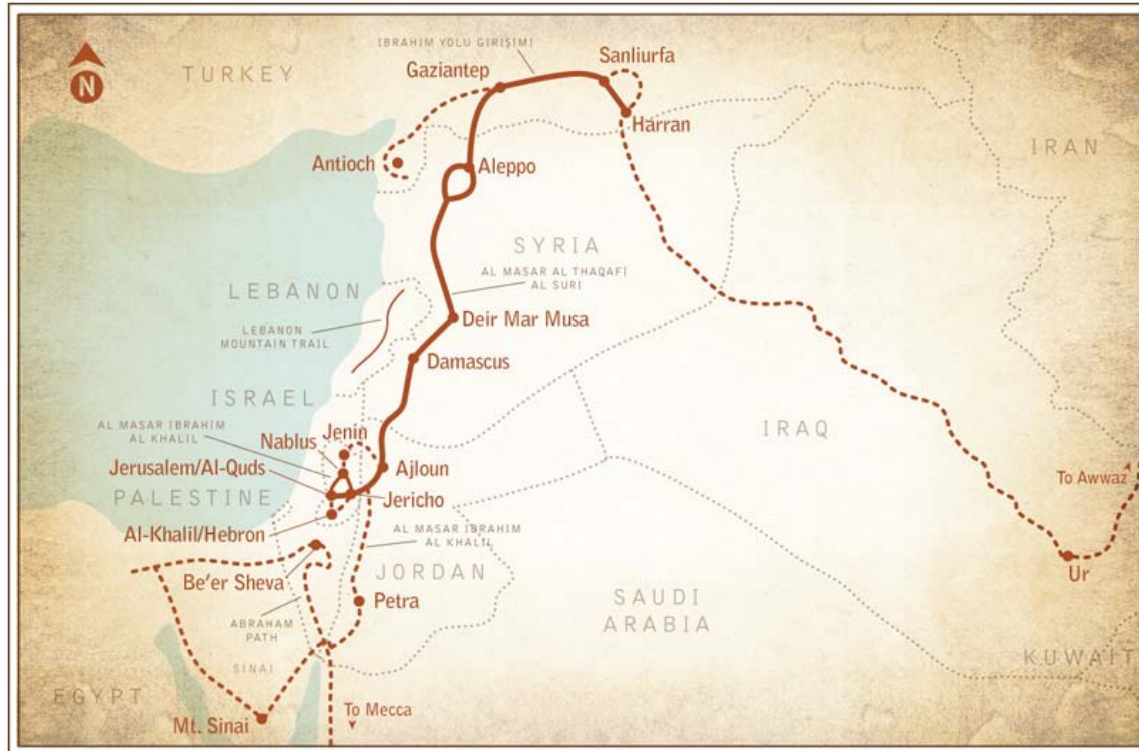 IBRAHIM YOLU GIRIŞIMI
Sanliurfa
TURKEY
Gaziantep
N
Harran
IRAN
Antioch
Aleppo
SYRIA
AL MASAR AL THAQAFI
AL SURI
LEBANON
LEBANON
MOUNTAIN TRAIL
Deir Mar Musa
Damascus
ISRAEL
AL MASAR IBRAHIM
AL KHALIL
Jenin
Nablus
IRAQ
Jerusalem/Al-Quds
Ajloun
To Awwaz
PALESTINE
Jericho
Al-Khalil/Hebron
AL MASAR IBRAHIM
AL KHALIL
Be'er Sheva
JORDAN
Ur
Petra
SAUDI
ARABIA
ABRAHAM
PATH
SINAI
KUWAIT
EGYPT
Mt. Sinai
To Mecca